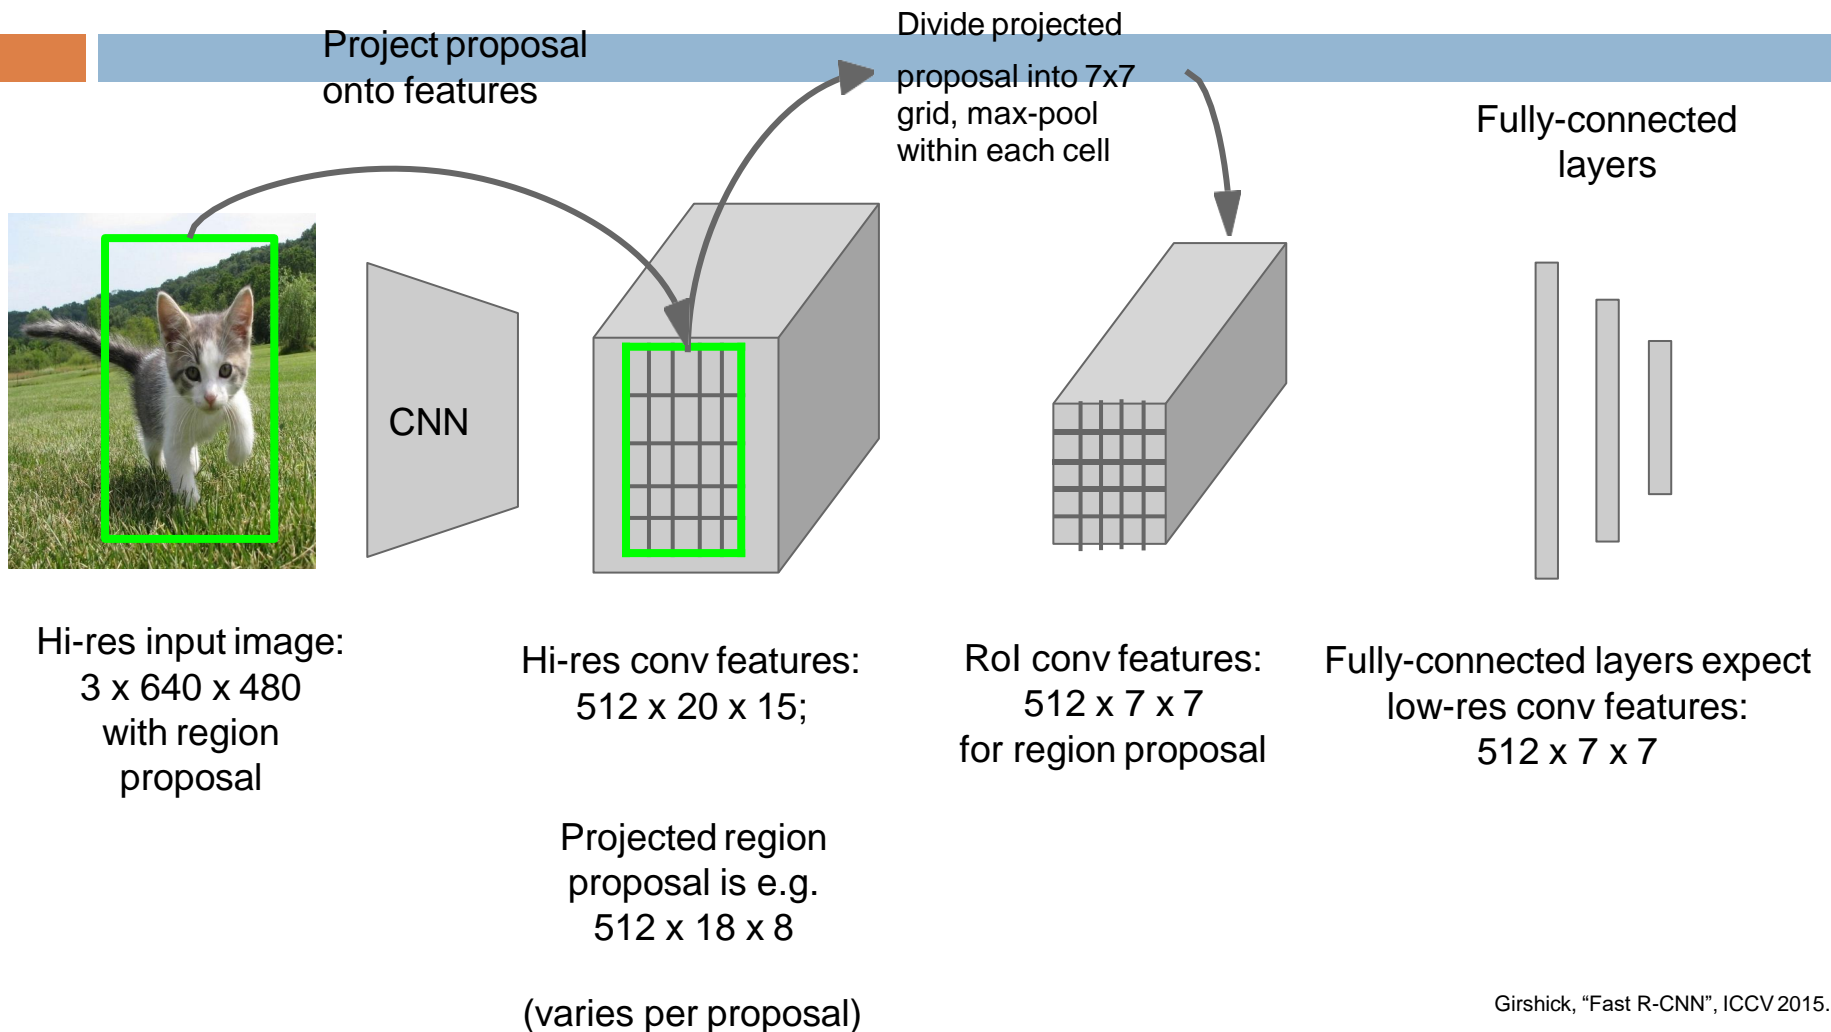 Project proposal
onto features
Divide projected
proposal into 7x7
grid, max-pool
within each cell
Fully-connected
layers
CNN
Hi-res input image:
3 x 640 x 480
with region
proposal
Hi-res conv features:
512 x 20 x 15;
Projected region
proposal is e.g.
512 x 18 x 8
(varies per proposal)
RoI conv features:
512 x 7 x 7
for region proposal
Fully-connected layers expect
low-res conv features:
512 x 7 x 7
Girshick, “Fast R-CNN”, ICCV 2015.